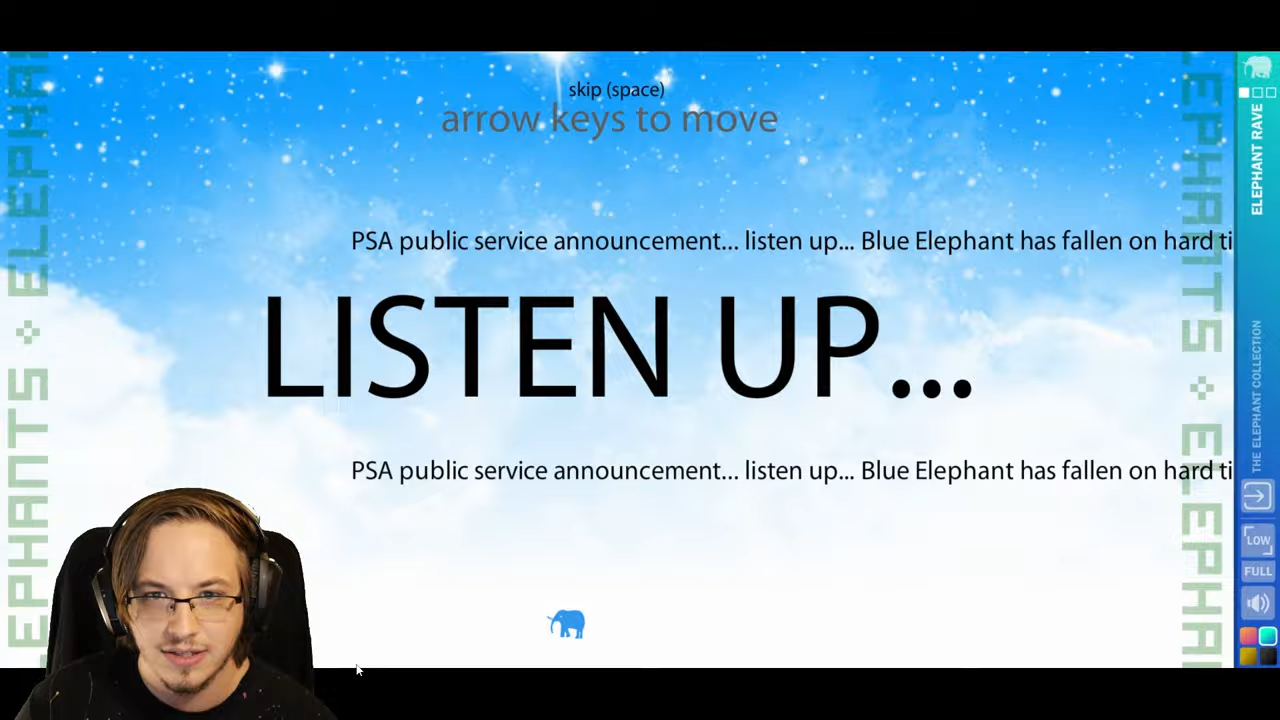 skip (space)
arrow keys to move
PSA public service announcement... listen up... Blue Elephant has fallen on hard ti
LISTEN UP...
PSA public service announcement... listen up... Blue Elephant has fallen on hard ti
ELEPHANTS ELEPHA
ELEPHANTS ELEPHA
ELEPHANT RAVE
THE ELEPHANT COLLECTION
LOW
FULL